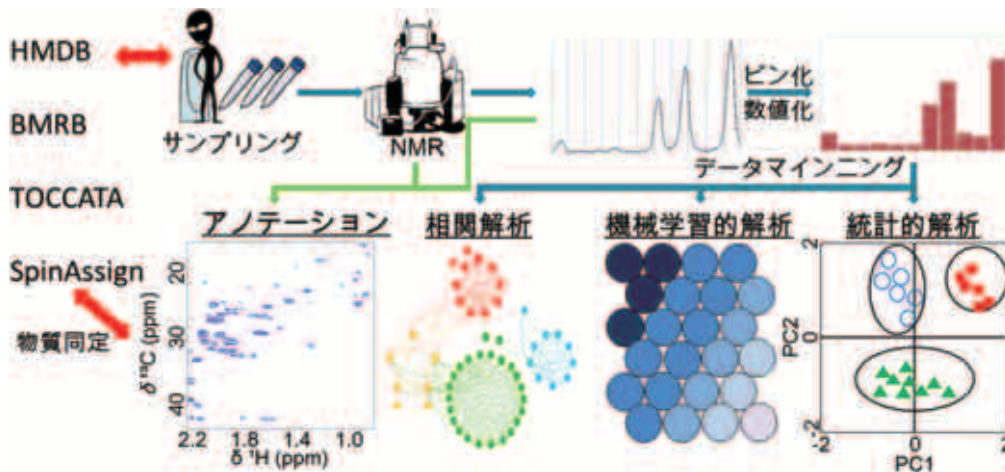 HMDB
BMRB
TOCCATA
SpinAssign
物質同定
サンプリング
NMR
ビン化
数値化
データマインニング
アノテーション
相関解析
機械学習的解析
統計的解析
20
30
40
δ ¹³C (ppm)
2.2 1.8 1.4 1.0
δ ¹H (ppm)
2
0
-2
PC2
-2 0 2
PC1